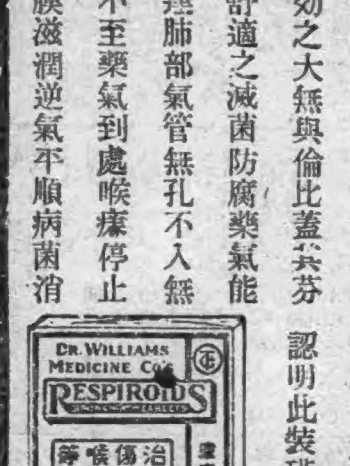 効之大無與倫比蓋其芬
舒適之滅菌防腐藥氣能
達肺部氣管無孔不入無
不至藥氣到處喉癢停止
膜滋潤逆氣平順病菌消
認明此裝
DR. WILLIAMS
MEDICINE Co's
RESPIROIDS
治傷喉等